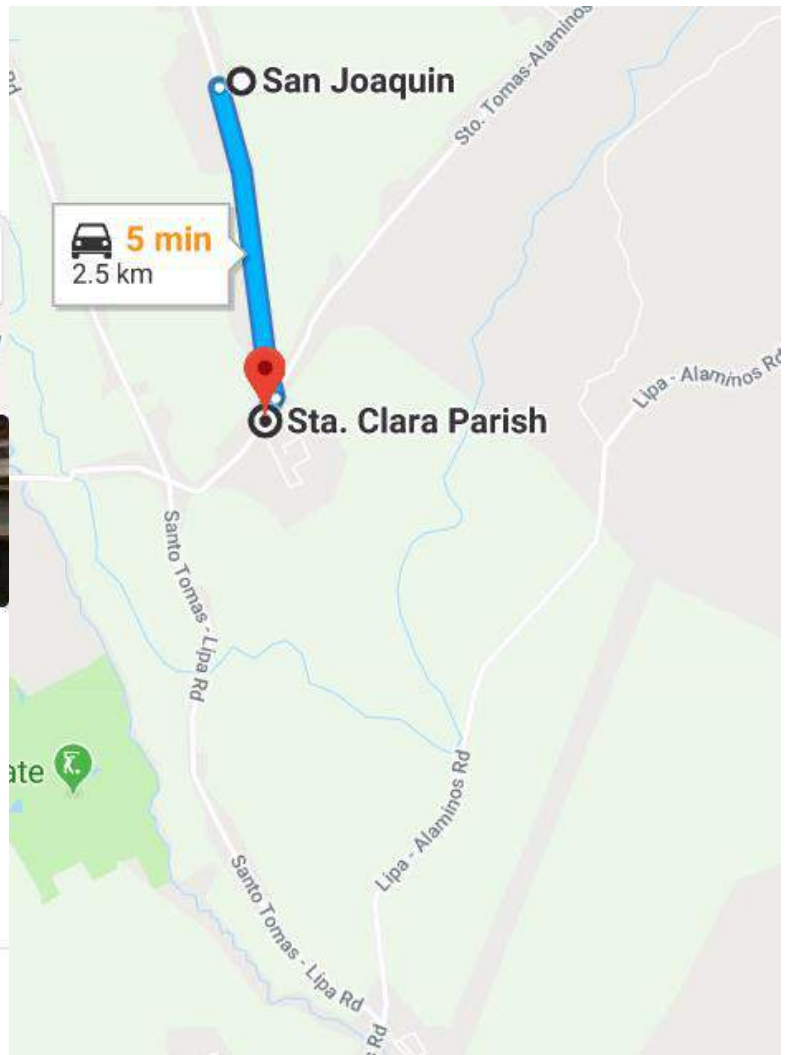 San Joaquin
Sto. Tomas-Alaminos
5 min
2.5 km
Lipa - Alaminos Rd
Sta. Clara Parish
Santo Tomas - Lipa Rd
ate
Lipa - Alaminos Rd
Santo Tomas - Lipa Rd
s Rd